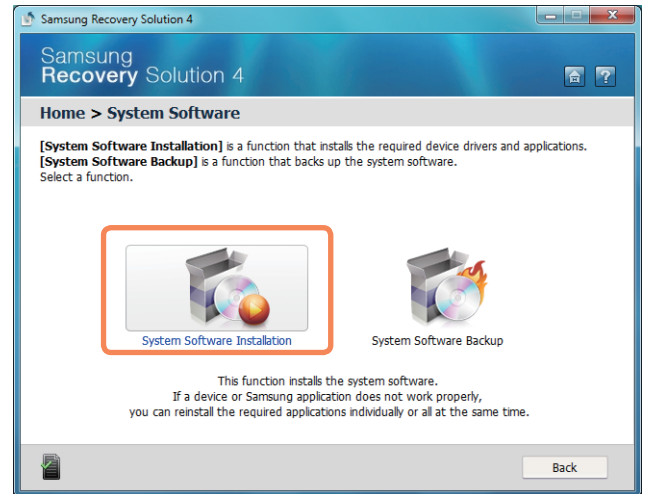 Samsung Recovery Solution 4
Samsung
Recovery Solution 4
Home > System Software
[System Software Installation] is a function that installs the required device drivers and applications.
[System Software Backup] is a function that backs up the system software.
Select a function.
System Software Installation
System Software Backup
This function installs the system software.
If a device or Samsung application does not work properly,
you can reinstall the required applications individually or all at the same time.
Back